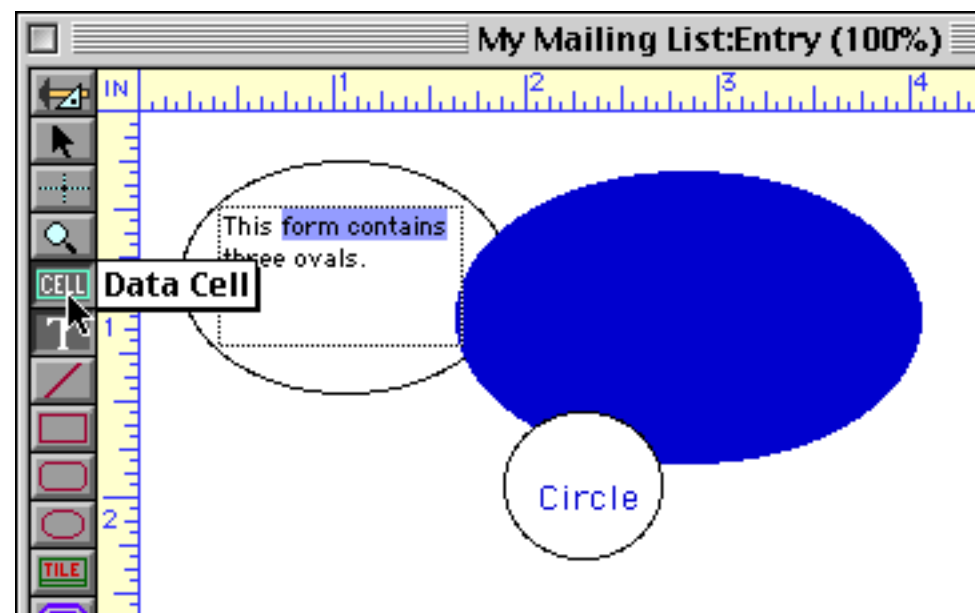 My Mailing List:Entry (100%)
IN 1 2 3 4
This form contains
three ovals.
CELL Data Cell
T 1
Circle
2
TILE